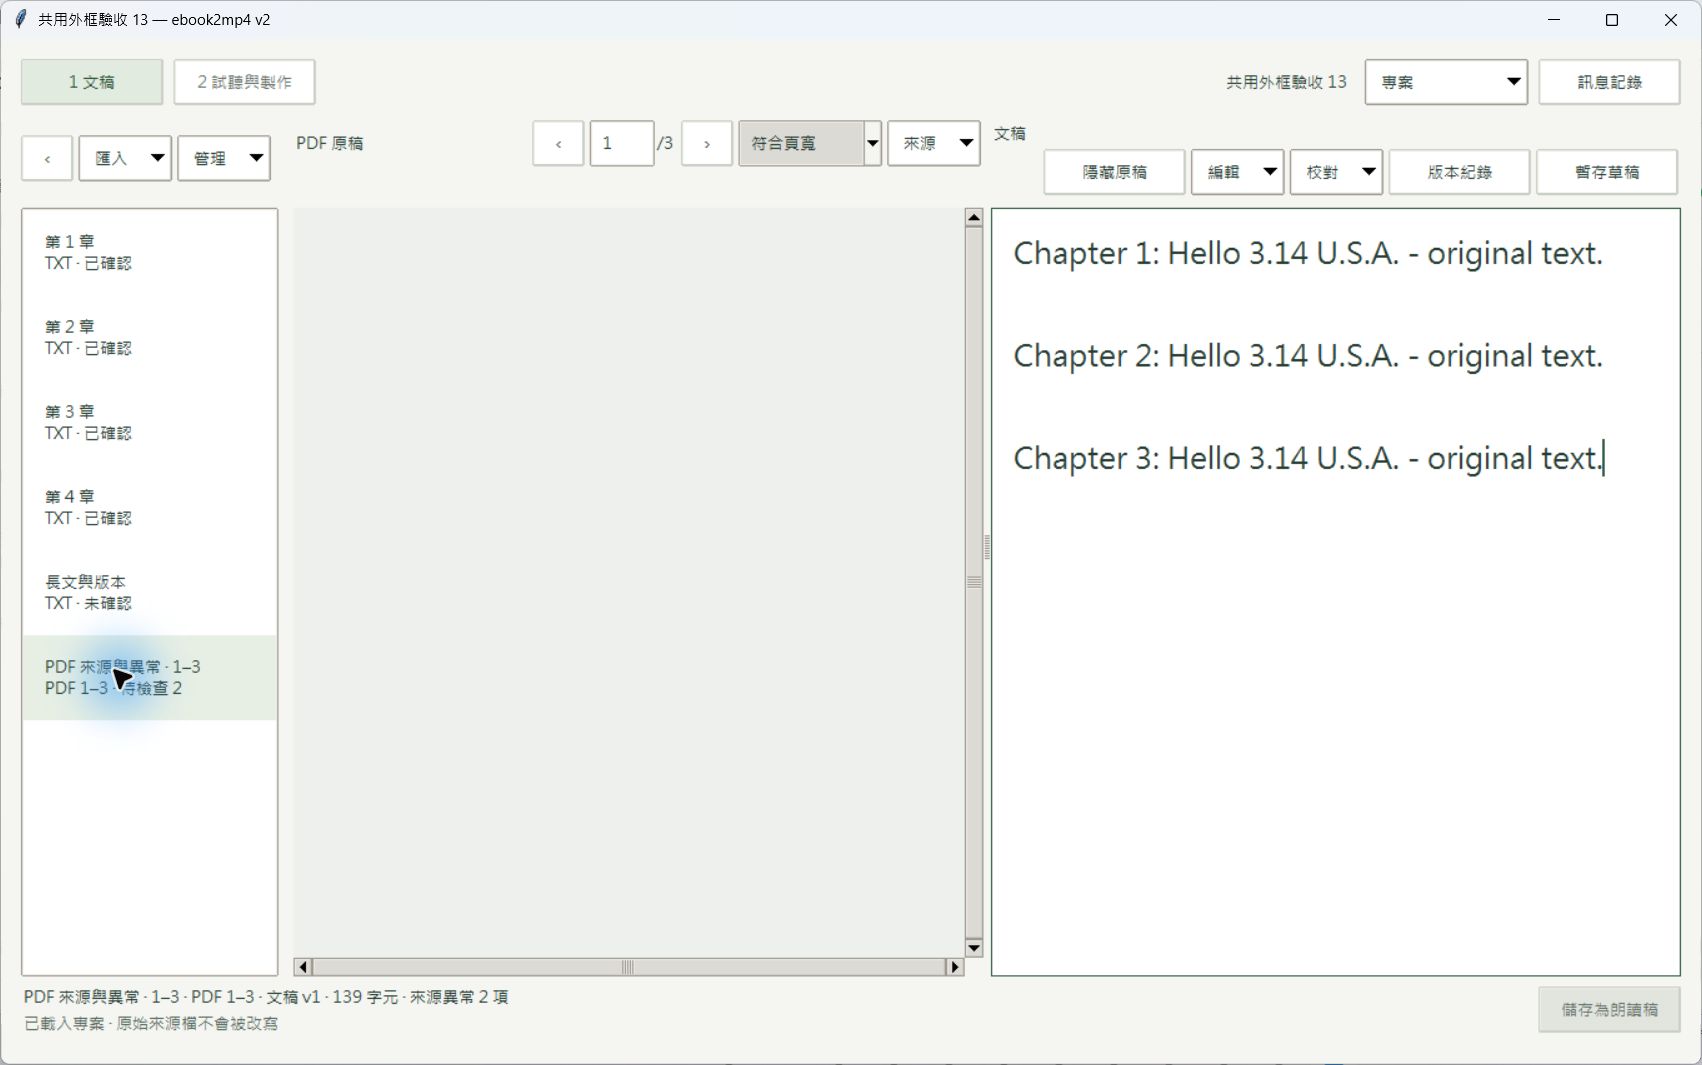 共用外框驗收 13 — ebook2mp4 v2
1 文稿
2 試聽與製作
共用外框驗收 13
專案
訊息記錄
‹
匯入
管理
PDF 原稿
‹
1
/3
›
符合頁寬
來源
文稿
隱藏原稿
編輯
校對
版本紀錄
暫存草稿
第 1 章
TXT · 已確認
第 2 章
TXT · 已確認
第 3 章
TXT · 已確認
第 4 章
TXT · 已確認
長文與版本
TXT · 未確認
PDF 來源與異常 · 1–3
PDF 1–3 · 待檢查 2
Chapter 1: Hello 3.14 U.S.A. - original text.
Chapter 2: Hello 3.14 U.S.A. - original text.
Chapter 3: Hello 3.14 U.S.A. - original text.
PDF 來源與異常 · 1–3 · PDF 1–3 · 文稿 v1 · 139 字元 · 來源異常 2 項
已載入專案 · 原始來源檔不會被改寫
儲存為朗讀稿